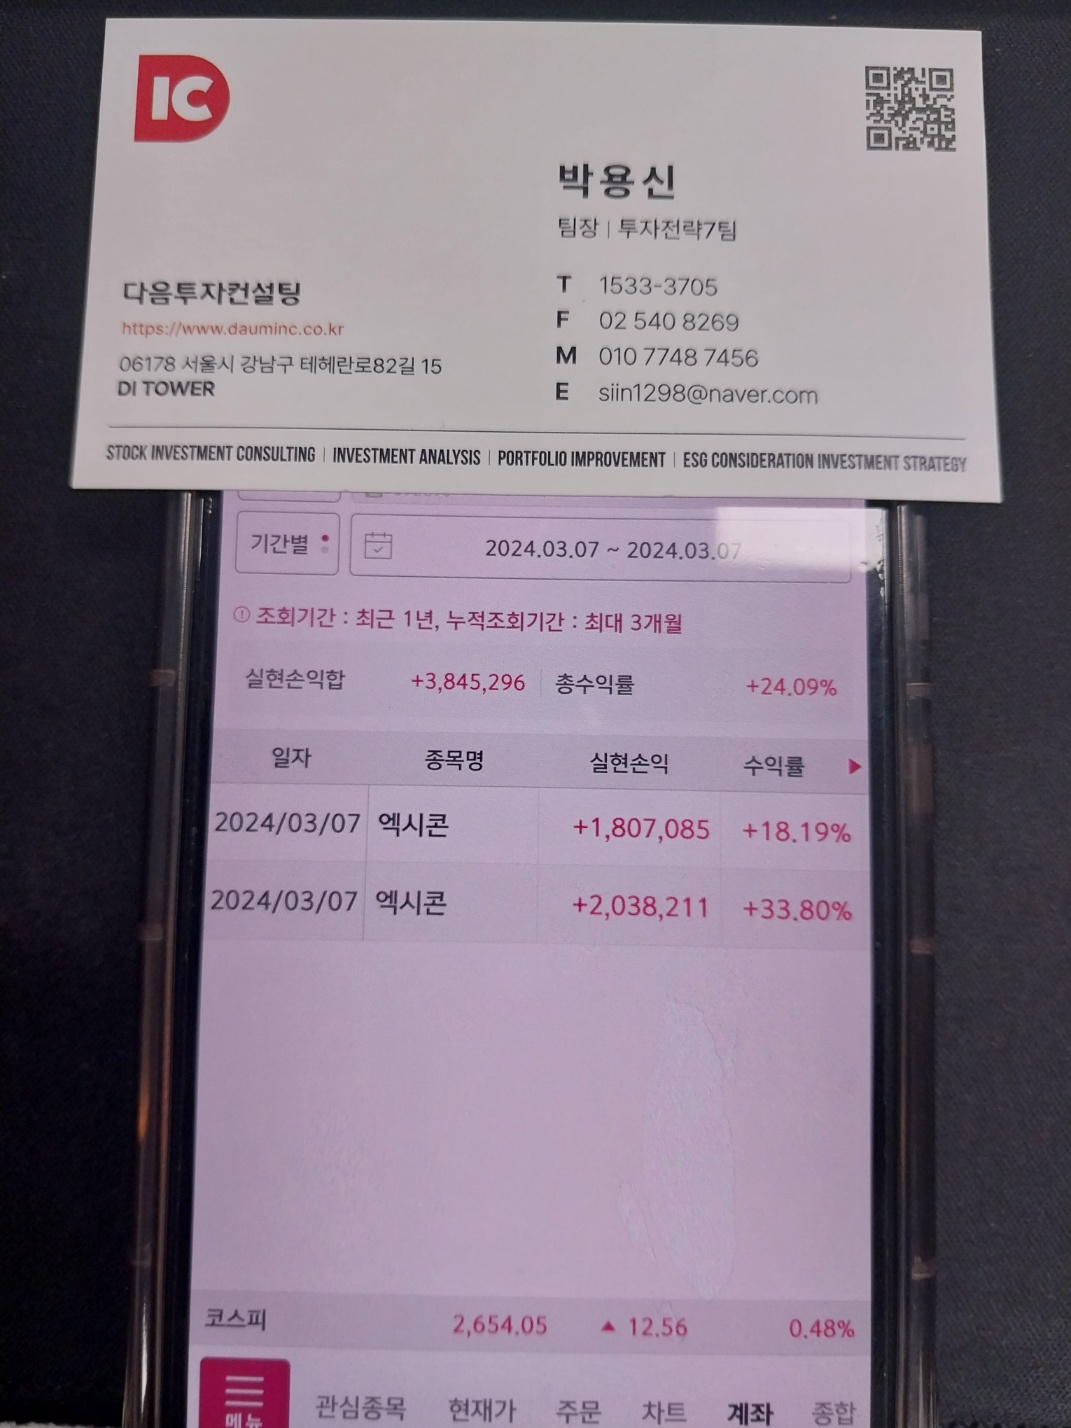 IC
박용신
팀장 | 투자전략7팀
다음투자컨설팅
https://www.dauminc.co.kr
06178 서울시 강남구 테헤란로82길 15
DI TOWER
T 1533-3705
F 02 540 8269
M 010 7748 7456
E siin1298@naver.com
STOCK INVESTMENT CONSULTING | INVESTMENT ANALYSIS | PORTFOLIO IMPROVEMENT | ESG CONSIDERATION INVESTMENT STRATEGY
기간별 2024.03.07 ~ 2024.03.07
조회기간 : 최근 1년, 누적조회기간 : 최대 3개월
실현손익합 +3,845,296 총수익률 +24.09%
일자 종목명 실현손익 수익률
2024/03/07 엑시콘 +1,807,085 +18.19%
2024/03/07 엑시콘 +2,038,211 +33.80%
코스피 2,654.05 ▲ 12.56 0.48%
메뉴 관심종목 현재가 주문 차트 계좌 종합